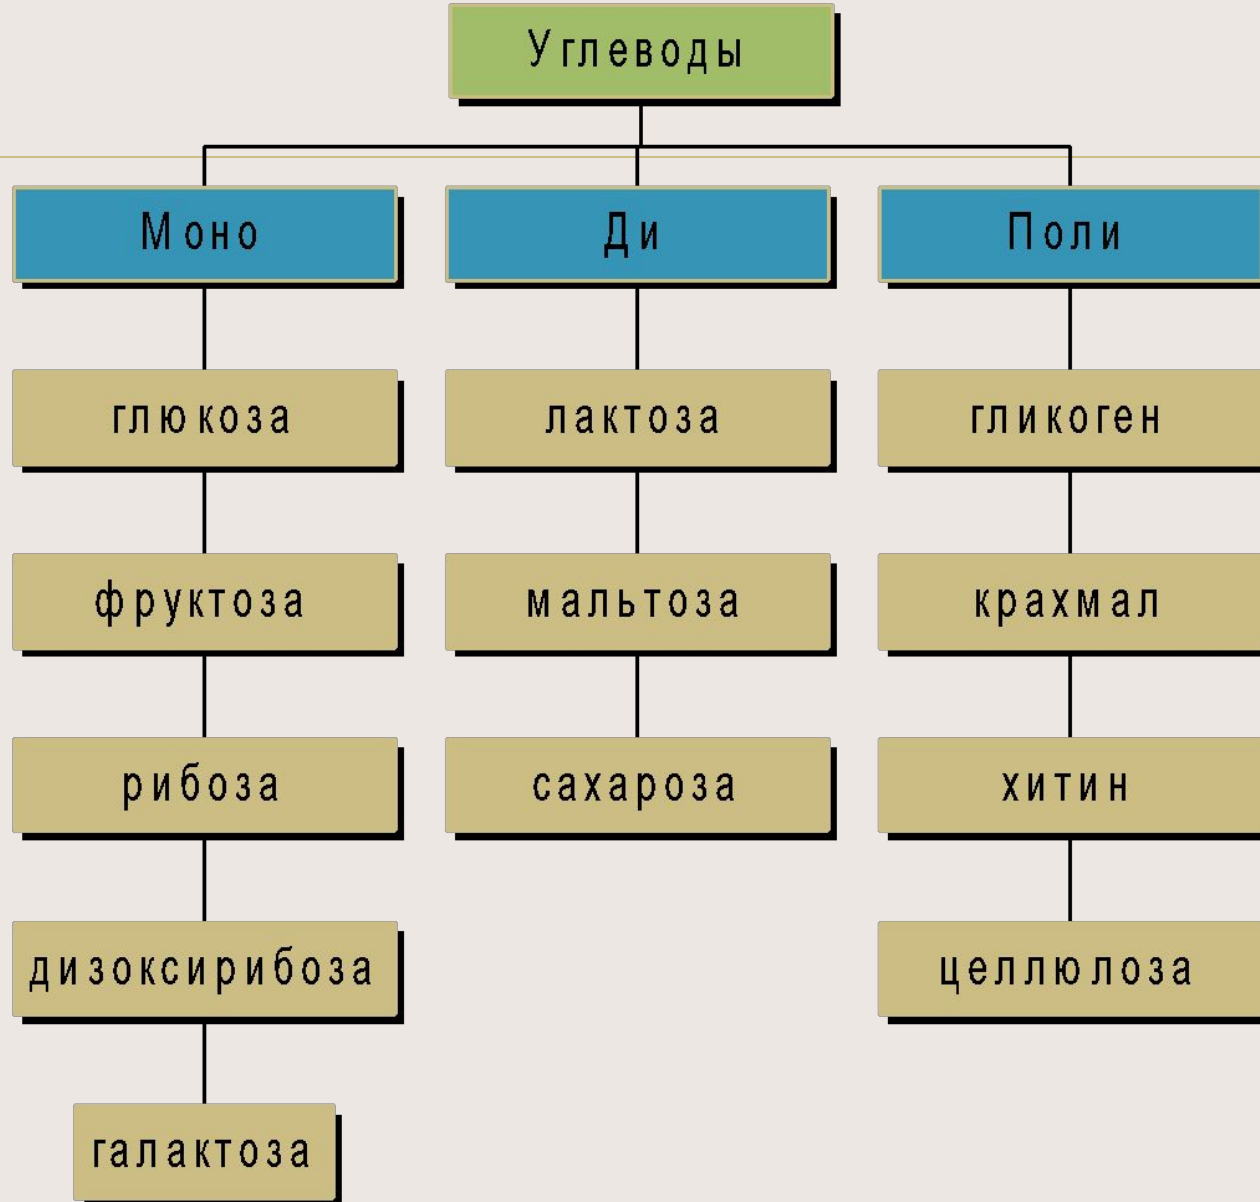 Углеводы
Моно
Ди
Поли
глюкоза
лактоза
гликоген
фруктоза
мальтоза
крахмал
рибоза
сахароза
хитин
дизоксирибоза
целлюлоза
галактоза